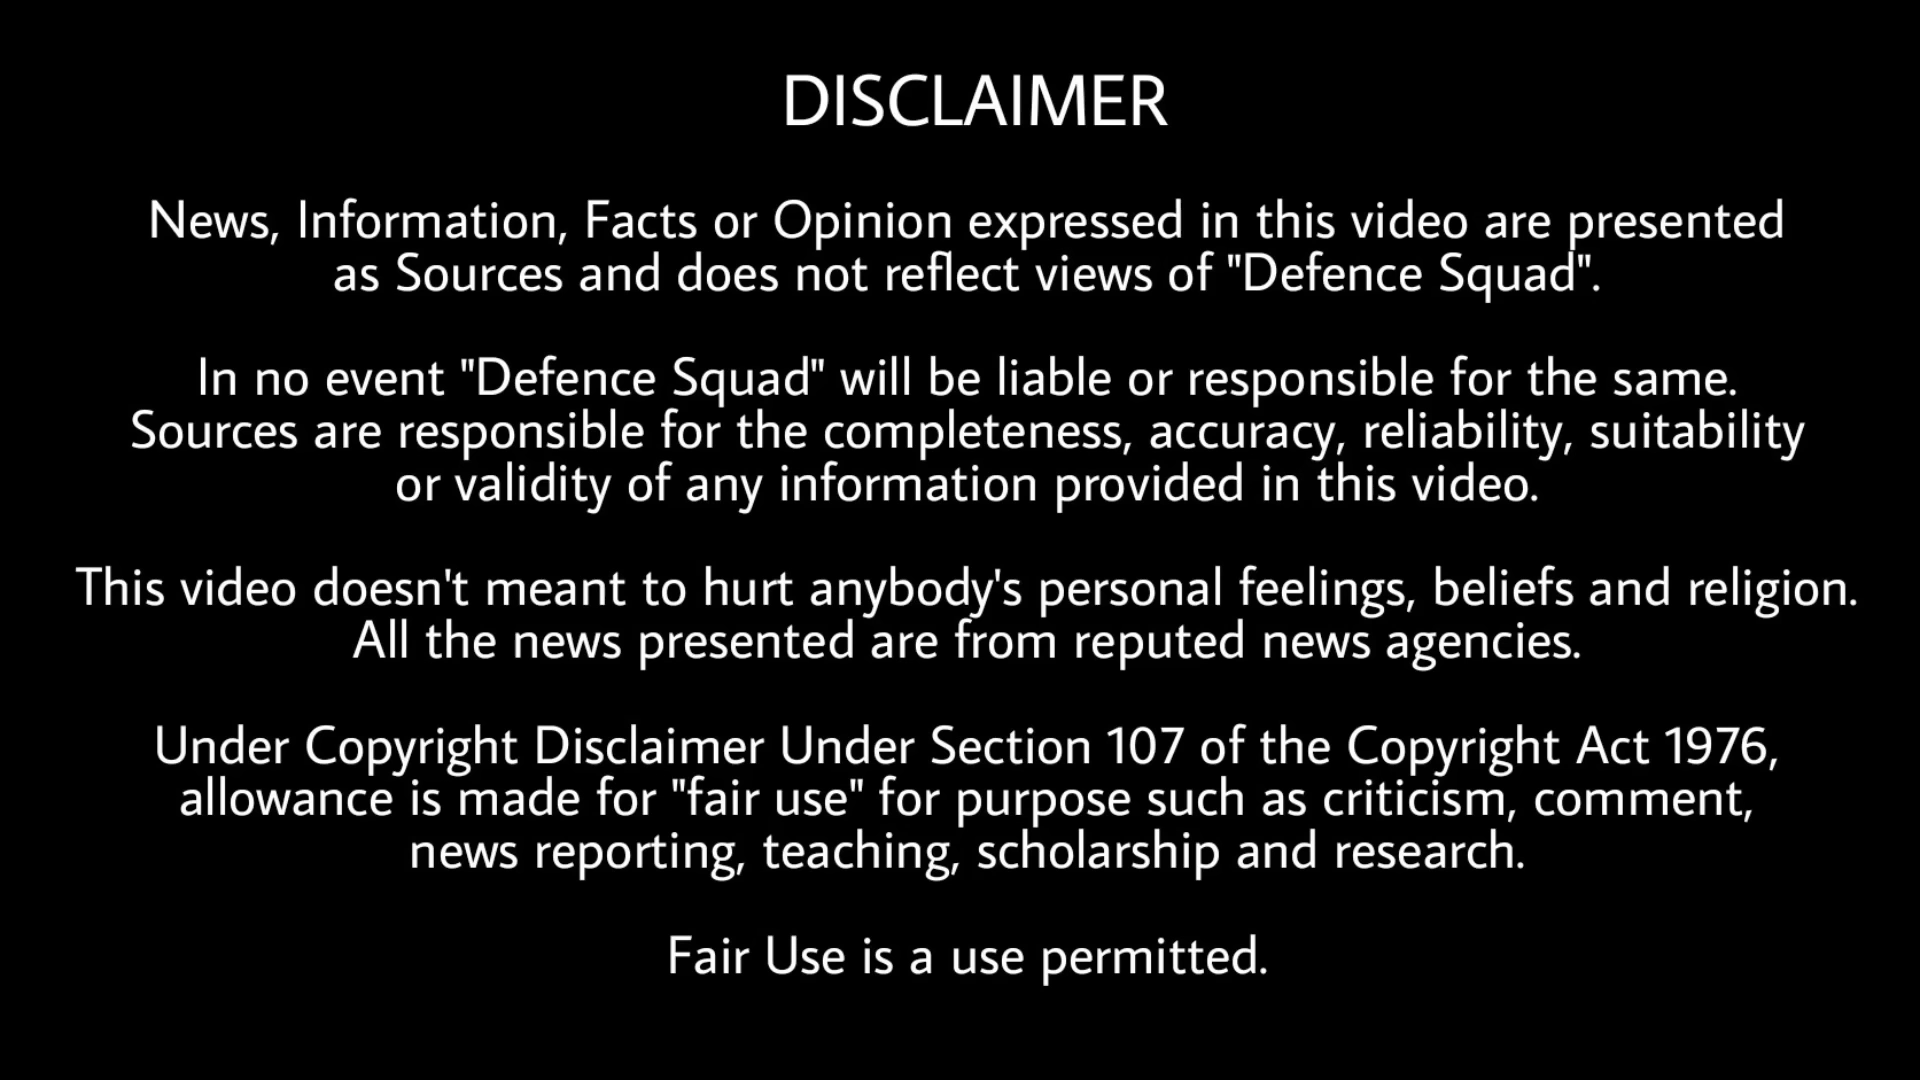 DISCLAIMER
News, Information, Facts or Opinion expressed in this video are presented
as Sources and does not reflect views of "Defence Squad".
In no event "Defence Squad" will be liable or responsible for the same.
Sources are responsible for the completeness, accuracy, reliability, suitability
or validity of any information provided in this video.
This video doesn't meant to hurt anybody's personal feelings, beliefs and religion.
All the news presented are from reputed news agencies.
Under Copyright Disclaimer Under Section 107 of the Copyright Act 1976,
allowance is made for "fair use" for purpose such as criticism, comment,
news reporting, teaching, scholarship and research.
Fair Use is a use permitted.